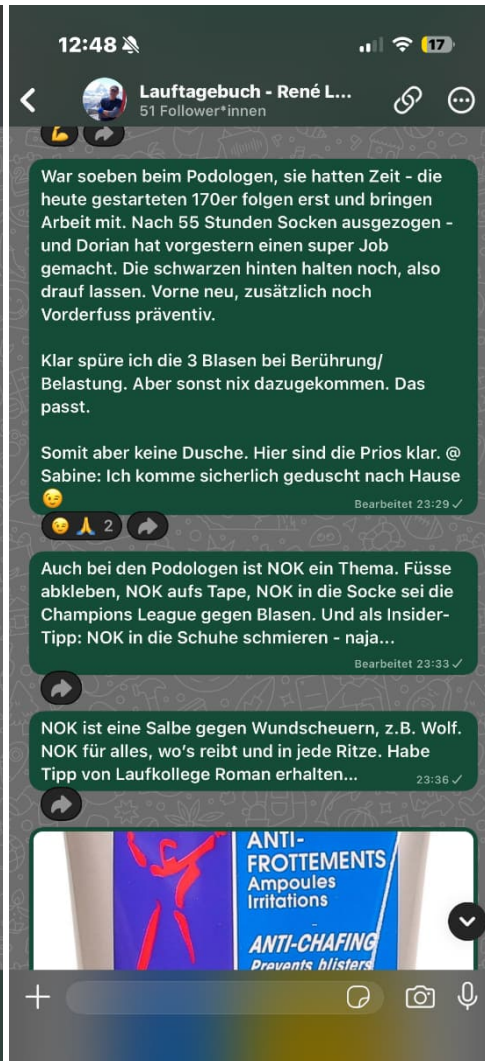 12:48
17
Lauftagebuch - René L...
51 Follower*innen
War soeben beim Podologen, sie hatten Zeit - die
heute gestarteten 170er folgen erst und bringen
Arbeit mit. Nach 55 Stunden Socken ausgezogen -
und Dorian hat vorgestern einen super Job
gemacht. Die schwarzen hinten halten noch, also
drauf lassen. Vorne neu, zusätzlich noch
Vorderfuss präventiv.
Klar spüre ich die 3 Blasen bei Berührung/
Belastung. Aber sonst nix dazugekommen. Das
passt.
Somit aber keine Dusche. Hier sind die Prios klar. @
Sabine: Ich komme sicherlich geduscht nach Hause
😉
Bearbeitet 23:29
😉🙏 2
Auch bei den Podologen ist NOK ein Thema. Füsse
abkleben, NOK aufs Tape, NOK in die Socke sei die
Champions League gegen Blasen. Und als Insider-
Tipp: NOK in die Schuhe schmieren - naja...
Bearbeitet 23:33
NOK ist eine Salbe gegen Wundscheuern, z.B. Wolf.
NOK für alles, wo's reibt und in jede Ritze. Habe
Tipp von Laufkollege Roman erhalten...
23:36
ANTI-
FROTTEMENTS
Ampoules
Irritations
ANTI-CHAFING
Prevents blisters